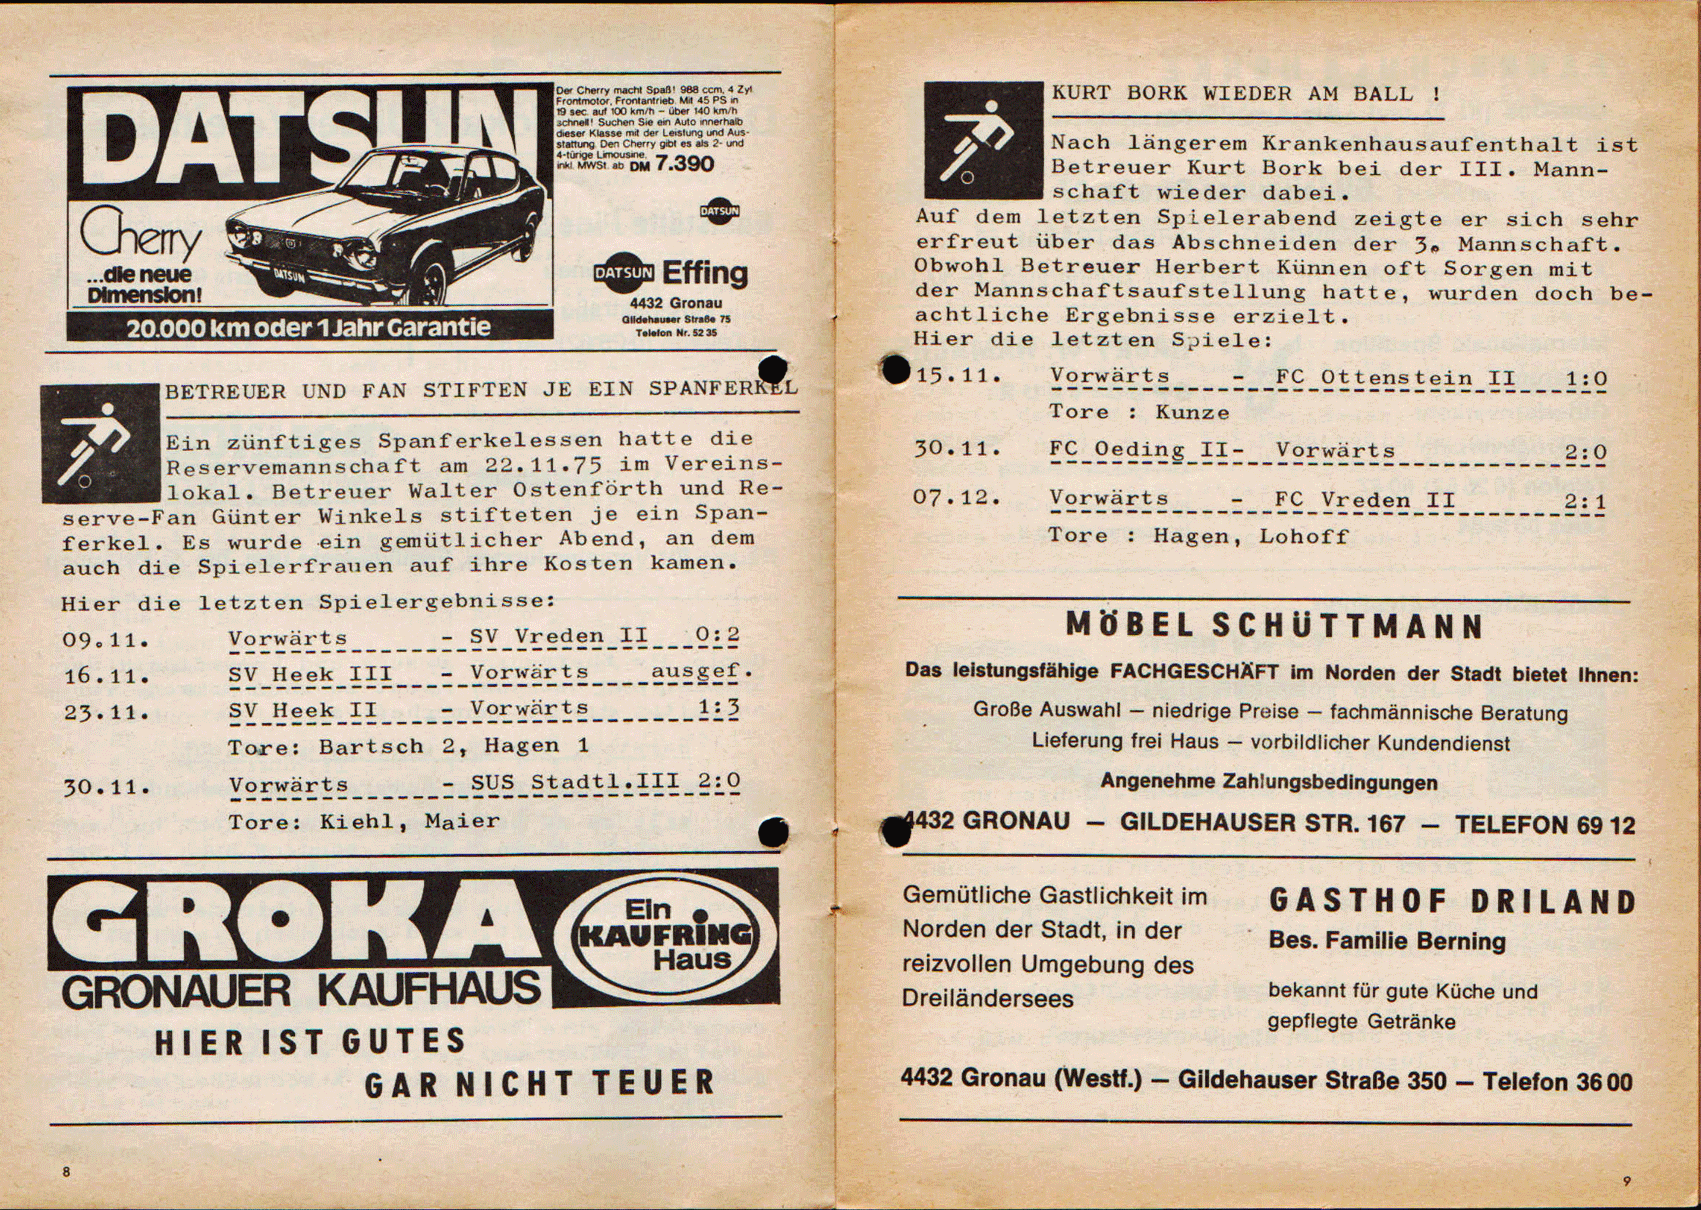 DATSUN
Der Cherry macht Spaß! 988 ccm, 4 Zyl.
Frontmotor, Frontantrieb. Mit 45 PS in
19 sec. auf 100 km/h – über 140 km/h
schnell! Suchen Sie ein Auto innerhalb
dieser Klasse mit der Leistung und Aus-
stattung. Den Cherry gibt es als 2- und
4-türige Limousine.
inkl. MWSt. ab DM 7.390
Cherry
...die neue
Dimension!
DATSUN
DATSUN
DATSUN Effing
4432 Gronau
Gildehauser Straße 75
Telefon Nr. 52 35
20.000 km oder 1 Jahr Garantie
BETREUER UND FAN STIFTEN JE EIN SPANFERKEL
Ein zünftiges Spanferkelessen hatte die
Reservemannschaft am 22.11.75 im Vereins-
lokal. Betreuer Walter Ostenförth und Re-
serve-Fan Günter Winkels stifteten je ein Span-
ferkel. Es wurde ein gemütlicher Abend, an dem
auch die Spielerfrauen auf ihre Kosten kamen.
Hier die letzten Spielergebnisse:
09.11. Vorwärts - SV Vreden II 0:2
16.11. SV Heek III - Vorwärts ausgef.
23.11. SV Heek II - Vorwärts 1:3
Tore: Bartsch 2, Hagen 1
30.11. Vorwärts - SUS Stadtl.III 2:0
Tore: Kiehl, Maier
GROKA
GRONAUER KAUFHAUS
Ein
KAUFRING
Haus
HIER IST GUTES
GAR NICHT TEUER
8
KURT BORK WIEDER AM BALL !
Nach längerem Krankenhausaufenthalt ist
Betreuer Kurt Bork bei der III. Mann-
schaft wieder dabei.
Auf dem letzten Spielerabend zeigte er sich sehr
erfreut über das Abschneiden der 3. Mannschaft.
Obwohl Betreuer Herbert Künnen oft Sorgen mit
der Mannschaftsaufstellung hatte, wurden doch be-
achtliche Ergebnisse erzielt.
Hier die letzten Spiele:
15.11. Vorwärts - FC Ottenstein II 1:0
Tore : Kunze
30.11. FC Oeding II- Vorwärts 2:0
07.12. Vorwärts - FC Vreden II 2:1
Tore : Hagen, Lohoff
MÖBEL SCHÜTTMANN
Das leistungsfähige FACHGESCHÄFT im Norden der Stadt bietet Ihnen:
Große Auswahl – niedrige Preise – fachmännische Beratung
Lieferung frei Haus – vorbildlicher Kundendienst
Angenehme Zahlungsbedingungen
4432 GRONAU – GILDEHAUSER STR. 167 – TELEFON 69 12
Gemütliche Gastlichkeit im
Norden der Stadt, in der
reizvollen Umgebung des
Dreiländersees
GASTHOF DRILAND
Bes. Familie Berning
bekannt für gute Küche und
gepflegte Getränke
4432 Gronau (Westf.) – Gildehauser Straße 350 – Telefon 36 00
9